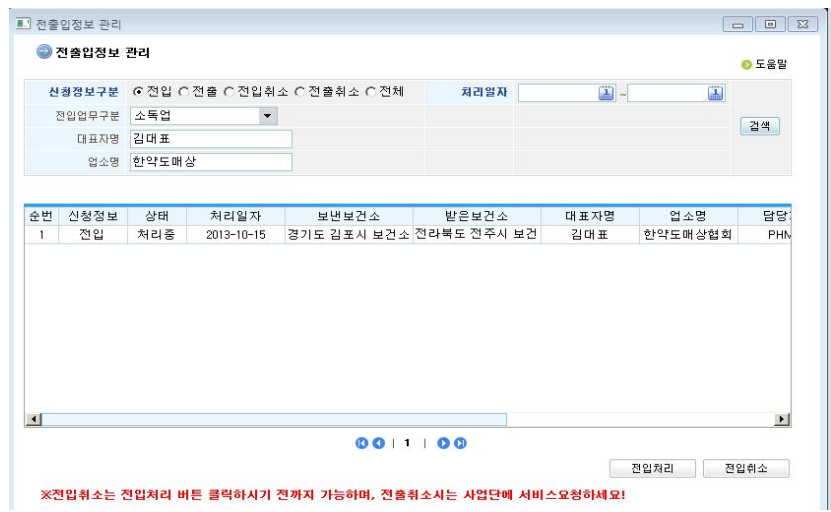 전출입정보 관리
전출입정보 관리
도움말
신청정보구분 전입 전출 전입취소 전출취소 전체 처리일자 ~
전입업무구분 소독업
검색
대표자명 김대표
업소명 한약도매상
순번 신청정보 상태 처리일자 보낸보건소 받은보건소 대표자명 업소명 담당
1 전입 처리중 2013-10-15 경기도 김포시 보건소 전라북도 전주시 보건 김대표 한약도매상협회 PHM
1
전입처리 전입취소
※전입취소는 전입처리 버튼 클릭하시기 전까지 가능하며, 전출취소시는 사업단에 서비스요청하세요!